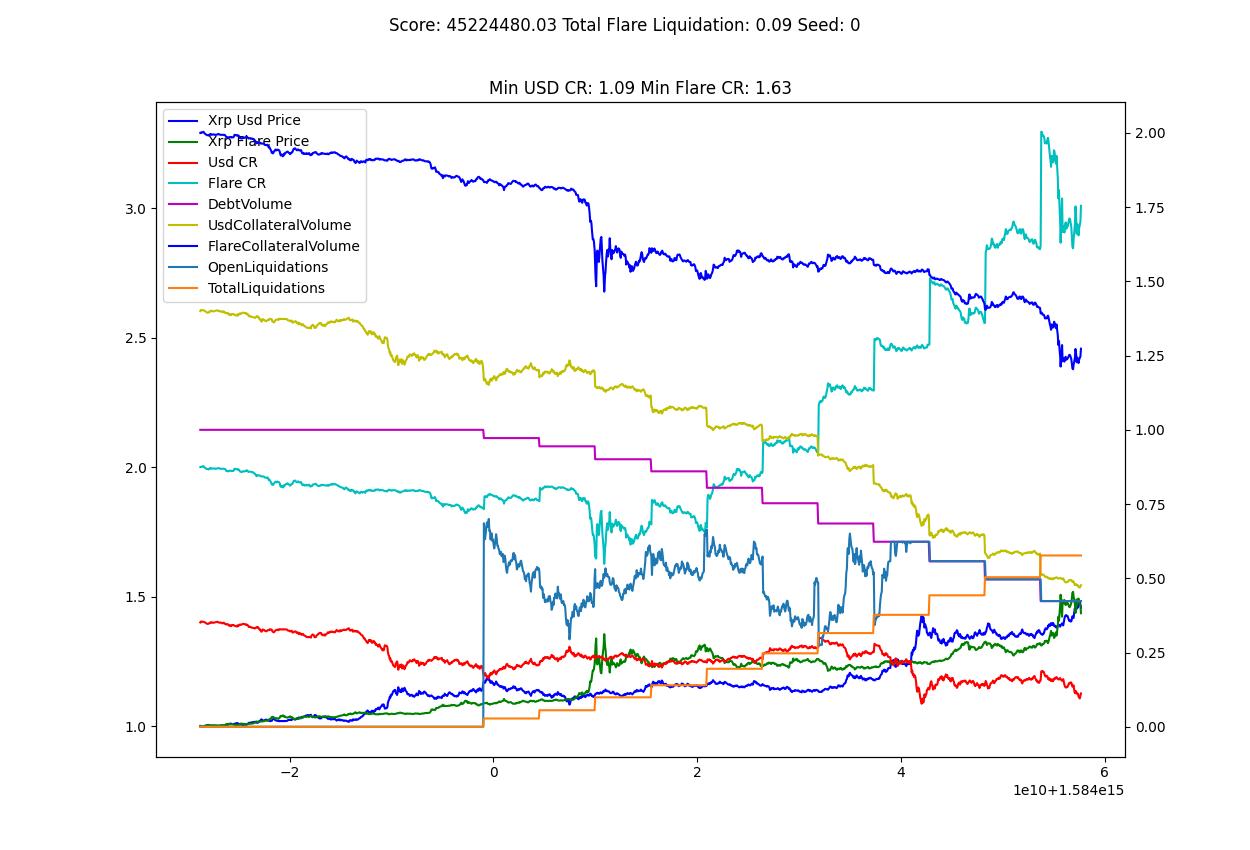 Score: 45224480.03 Total Flare Liquidation: 0.09 Seed: 0
Min USD CR: 1.09 Min Flare CR: 1.63
Xrp Usd Price
Xrp Flare Price
Usd CR
Flare CR
DebtVolume
UsdCollateralVolume
FlareCollateralVolume
OpenLiquidations
TotalLiquidations
3.0
2.5
2.0
1.5
1.0
2.00
1.75
1.50
1.25
1.00
0.75
0.50
0.25
0.00
−2 0 2 4 6
1e10+1.584e15